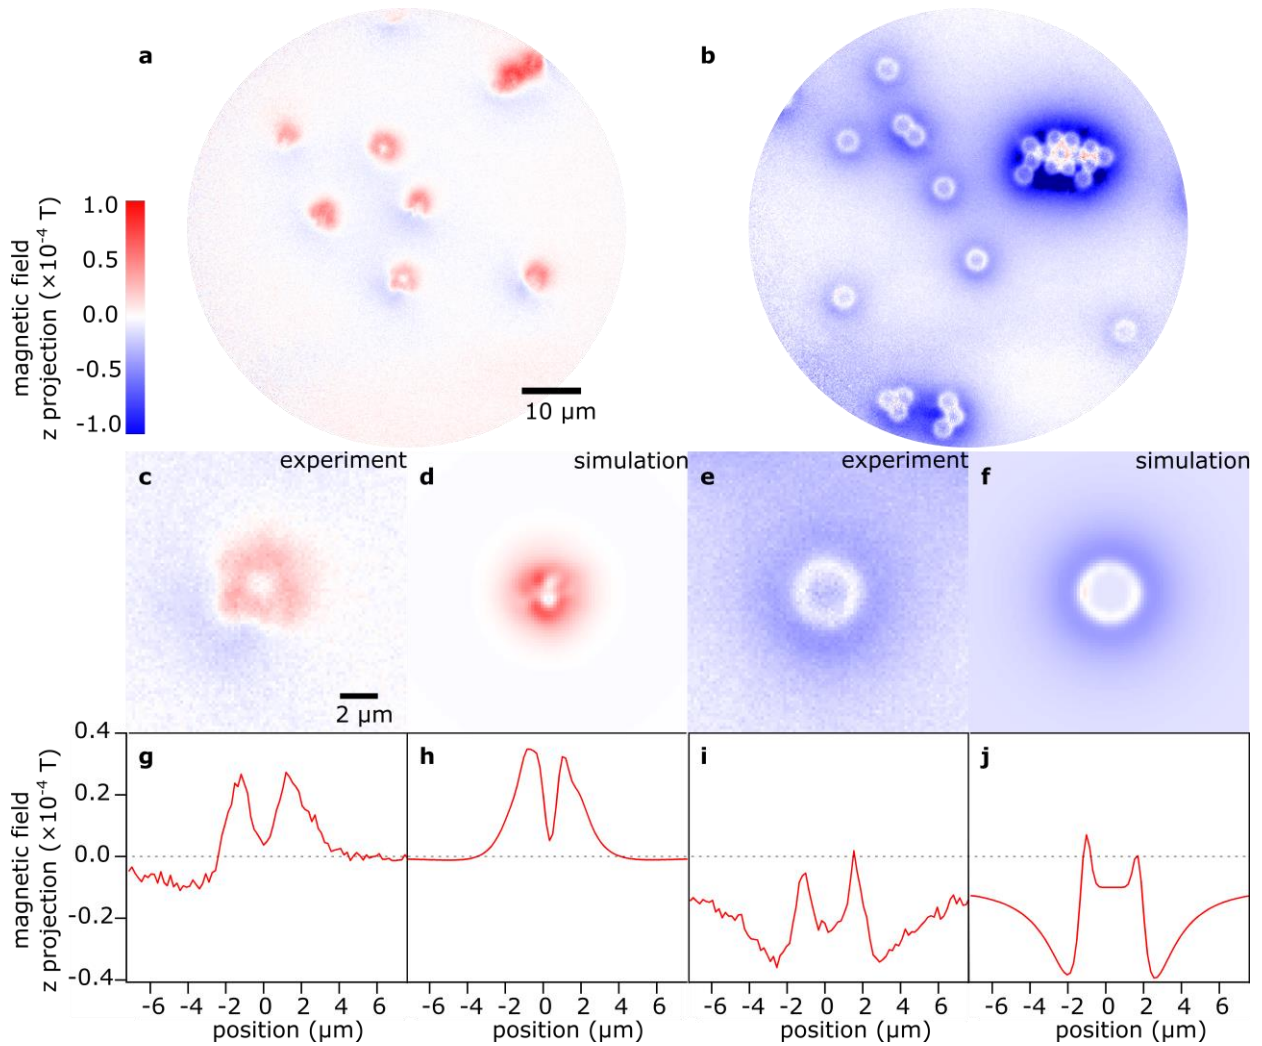 a
b
magnetic field
z projection (×10⁻⁴ T)
1.0
0.5
0.0
-0.5
-1.0
10 µm
experiment
simulation
experiment
simulation
c
d
e
f
2 µm
magnetic field
z projection (×10⁻⁴ T)
0.4
0.2
0.0
-0.2
-0.4
g
h
i
j
-6 -4 -2 0 2 4 6
-6 -4 -2 0 2 4 6
-6 -4 -2 0 2 4 6
-6 -4 -2 0 2 4 6
position (µm)
position (µm)
position (µm)
position (µm)